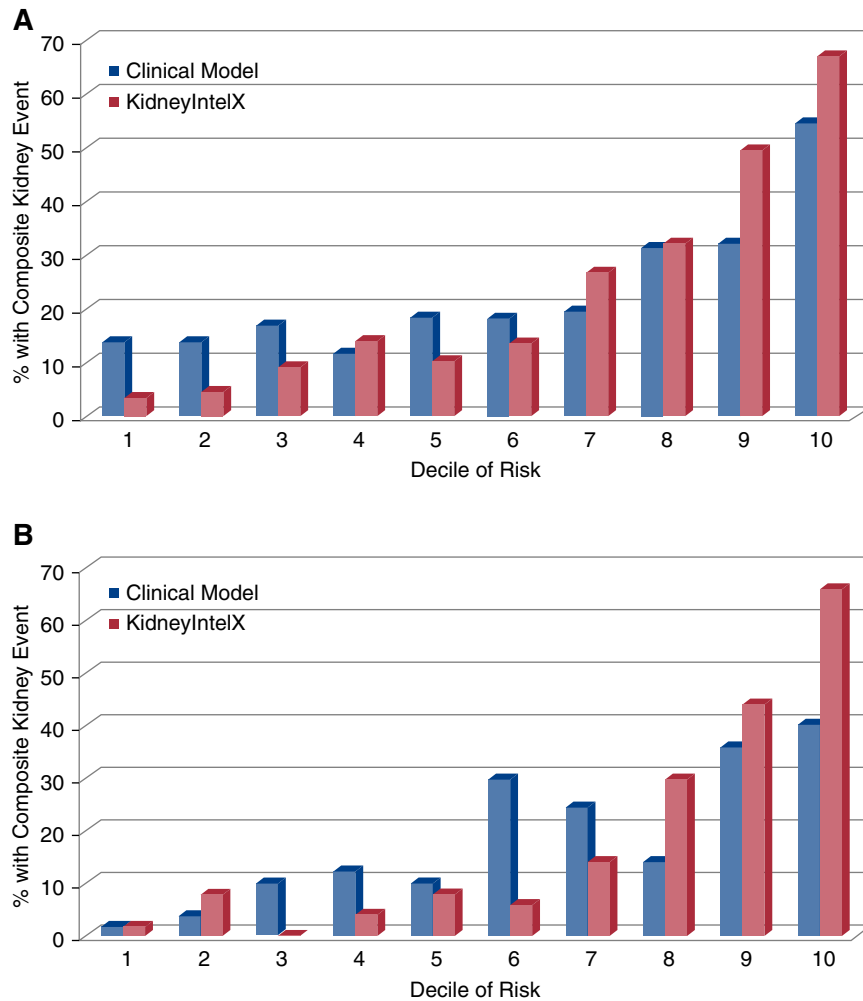 A
% with Composite Kidney Event
70
60
50
40
30
20
10
0
Clinical Model
KidneyIntelX
1 2 3 4 5 6 7 8 9 10
Decile of Risk
B
% with Composite Kidney Event
70
60
50
40
30
20
10
0
Clinical Model
KidneyIntelX
1 2 3 4 5 6 7 8 9 10
Decile of Risk